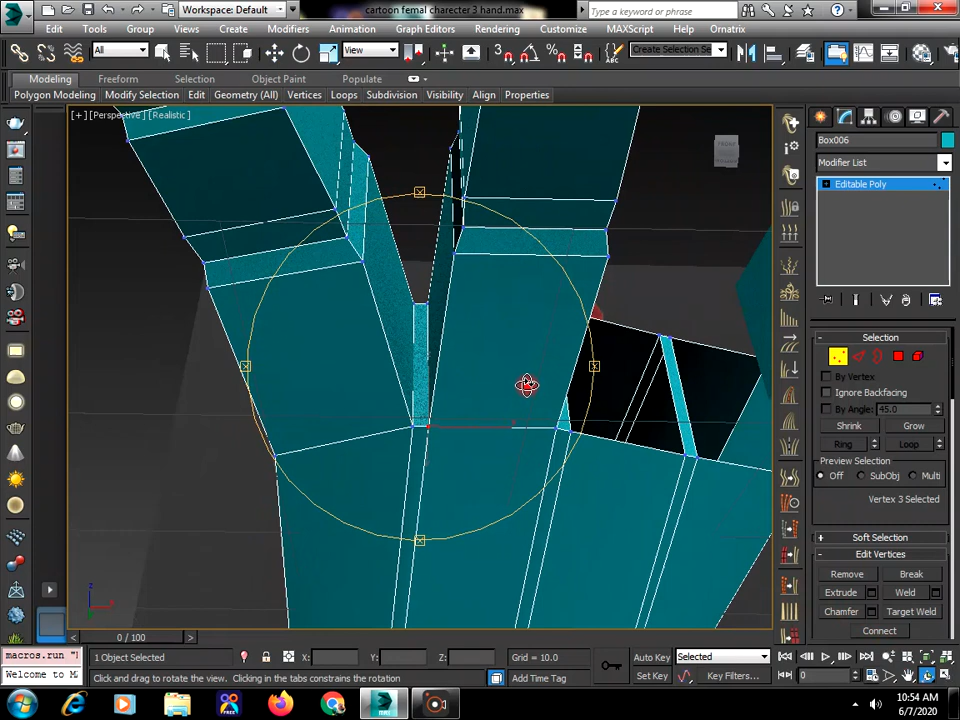 Workspace: Default
cartoon femal charecter 3 hand.max
Type a keyword or phrase
Edit Tools Group Views Create Modifiers Animation Graph Editors Rendering Customize MAXScript Help Ornatrix
All View Create Selection Se
Modeling Freeform Selection Object Paint Populate
Polygon Modeling Modify Selection Edit Geometry (All) Vertices Loops Subdivision Visibility Align Properties
[+] [Perspective] [Realistic]
Box006
Modifier List
Editable Poly
Selection
By Vertex
Ignore Backfacing
By Angle: 45.0
Shrink Grow
Ring Loop
Preview Selection
Off SubObj Multi
Vertex 3 Selected
Soft Selection
Edit Vertices
Remove Break
Extrude Weld
Chamfer Target Weld
Connect
0 / 100
macros.run "
1 Object Selected X: Y: Z: Grid = 10.0 Auto Key Selected
Welcome to M
Click and drag to rotate the view. Clicking in the tabs constrains the rotation Add Time Tag Set Key Key Filters... 0
10:54 AM
6/7/2020